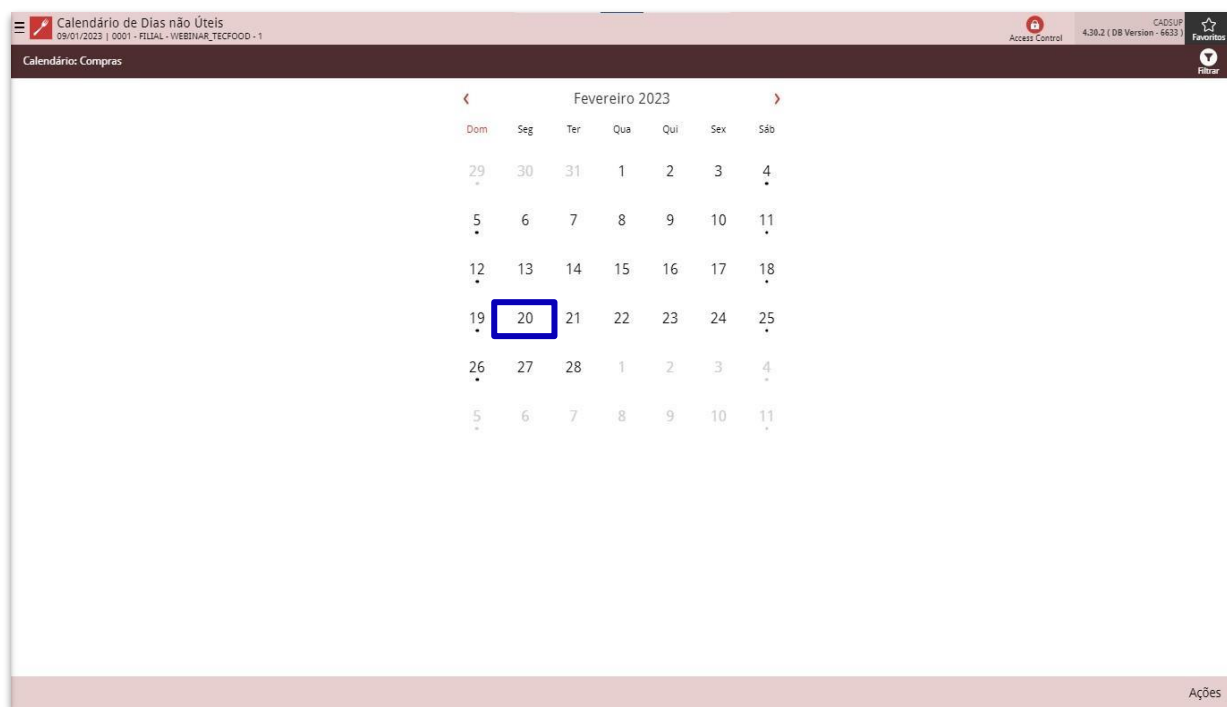 Calendário de Dias não Úteis
09/01/2023 | 0001 - FILIAL - WEBINAR_TECFOOD - 1
Access Control
CADSUP
4.30.2 ( DB Version - 6633 )
Favoritos
Calendário: Compras
Filtrar
Fevereiro 2023
Dom Seg Ter Qua Qui Sex Sáb
29 30 31 1 2 3 4
5 6 7 8 9 10 11
12 13 14 15 16 17 18
19 20 21 22 23 24 25
26 27 28 1 2 3 4
5 6 7 8 9 10 11
Ações